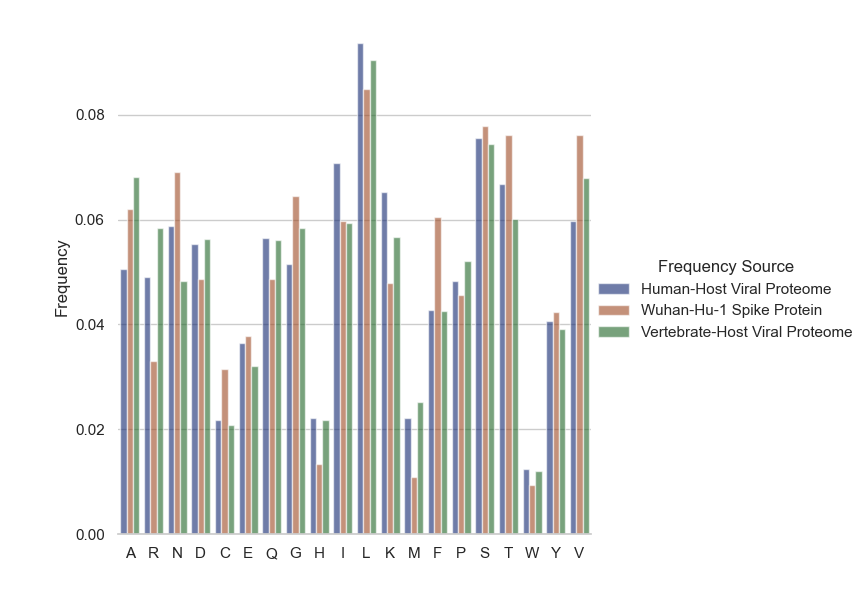 0.08
0.06
0.04
0.02
0.00
Frequency
A R N D C E Q G H I L K M F P S T W Y V
Frequency Source
Human-Host Viral Proteome
Wuhan-Hu-1 Spike Protein
Vertebrate-Host Viral Proteome